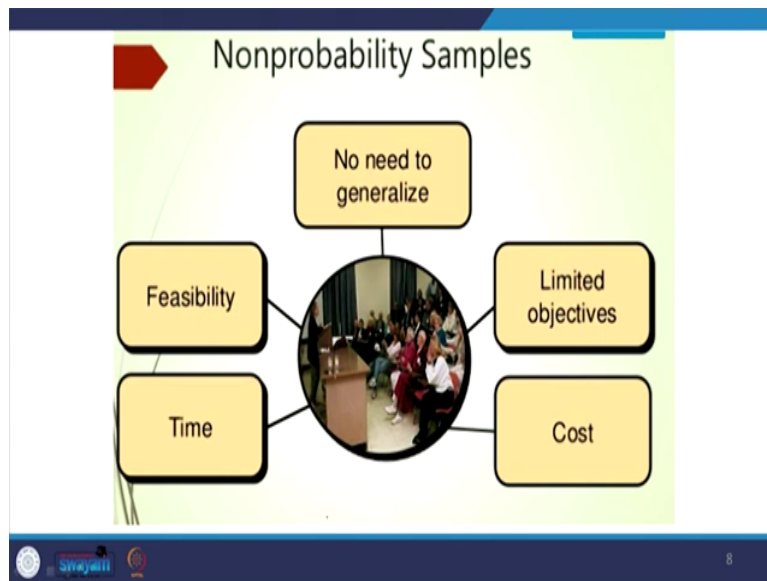 Nonprobability Samples
No need to
generalize
Feasibility
Limited
objectives
Time
Cost
swayam
8